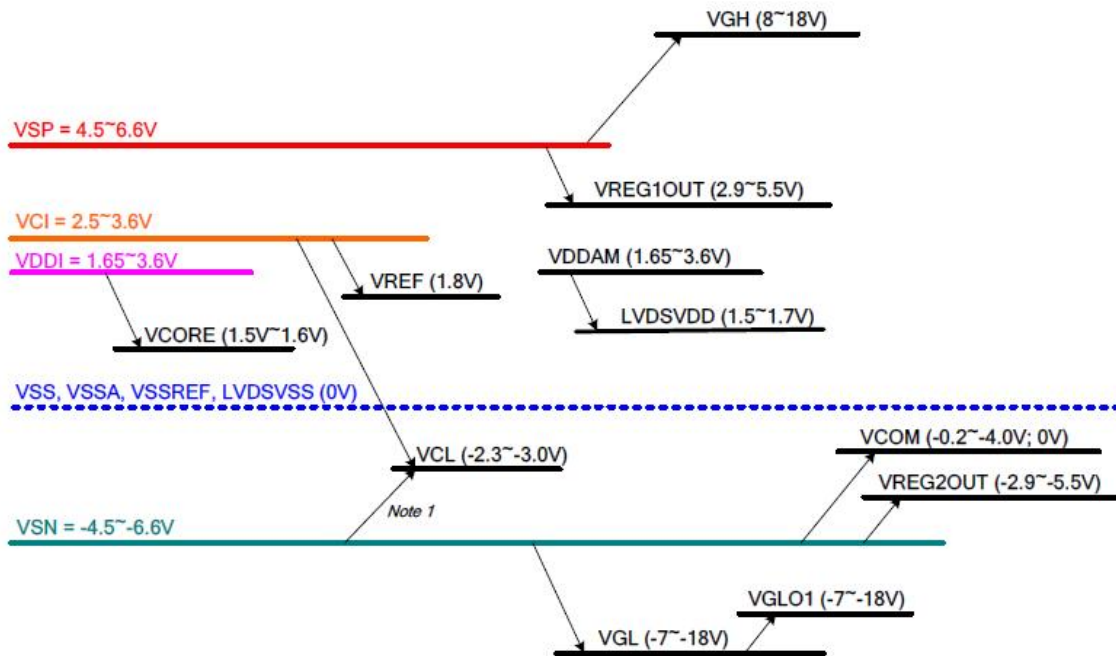 VGH (8~18V)
VSP = 4.5~6.6V
VREG1OUT (2.9~5.5V)
VCI = 2.5~3.6V
VDDI = 1.65~3.6V
VDDAM (1.65~3.6V)
VREF (1.8V)
LVDSVDD (1.5~1.7V)
VCORE (1.5V~1.6V)
VSS, VSSA, VSSREF, LVDSVSS (0V)
VCOM (-0.2~-4.0V; 0V)
VCL (-2.3~-3.0V)
VREG2OUT (-2.9~-5.5V)
Note 1
VSN = -4.5~-6.6V
VGLO1 (-7~-18V)
VGL (-7~-18V)